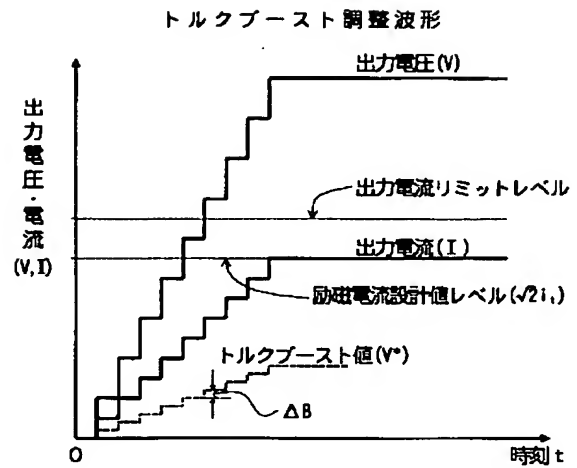 トルクブースト調整波形
出力電圧(V)
出力電圧・電流(V,I)
出力電流リミットレベル
出力電流(I)
励磁電流設計値レベル(√2i₁)
トルクブースト値(V*)
ΔB
0
時刻t